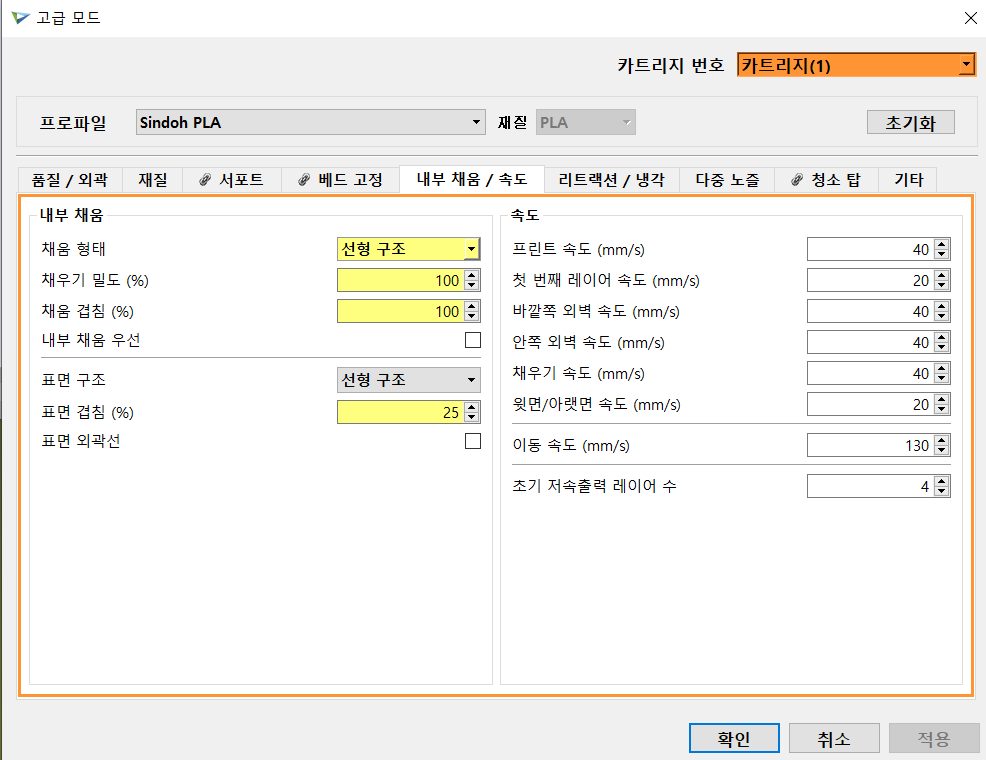 고급 모드
카트리지 번호 카트리지(1)
프로파일 Sindoh PLA 재질 PLA 초기화
품질 / 외곽 재질 서포트 베드 고정 내부 채움 / 속도 리트랙션 / 냉각 다중 노즐 청소 탑 기타
내부 채움
채움 형태 선형 구조
채우기 밀도 (%) 100
채움 겹침 (%) 100
내부 채움 우선
표면 구조 선형 구조
표면 겹침 (%) 25
표면 외곽선
속도
프린트 속도 (mm/s) 40
첫 번째 레이어 속도 (mm/s) 20
바깥쪽 외벽 속도 (mm/s) 40
안쪽 외벽 속도 (mm/s) 40
채우기 속도 (mm/s) 40
윗면/아랫면 속도 (mm/s) 20
이동 속도 (mm/s) 130
초기 저속출력 레이어 수 4
확인 취소 적용